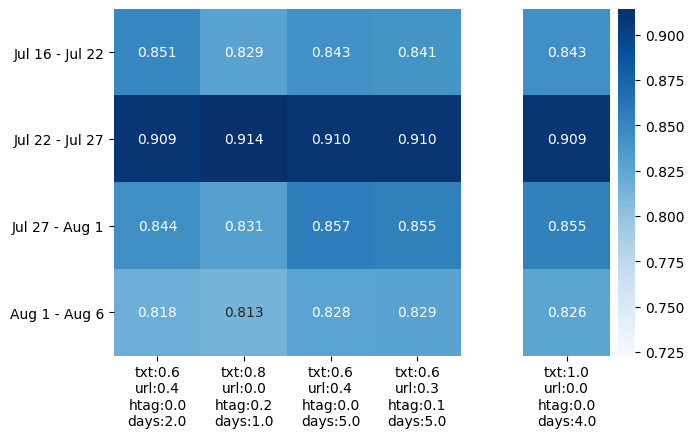 Jul 16 - Jul 22 0.851 0.829 0.843 0.841 0.843
Jul 22 - Jul 27 0.909 0.914 0.910 0.910 0.909
Jul 27 - Aug 1 0.844 0.831 0.857 0.855 0.855
Aug 1 - Aug 6 0.818 0.813 0.828 0.829 0.826
txt:0.6 txt:0.8 txt:0.6 txt:0.6 txt:1.0
url:0.4 url:0.0 url:0.4 url:0.3 url:0.0
htag:0.0 htag:0.2 htag:0.0 htag:0.1 htag:0.0
days:2.0 days:1.0 days:5.0 days:5.0 days:4.0
0.900
0.875
0.850
0.825
0.800
0.775
0.750
0.725